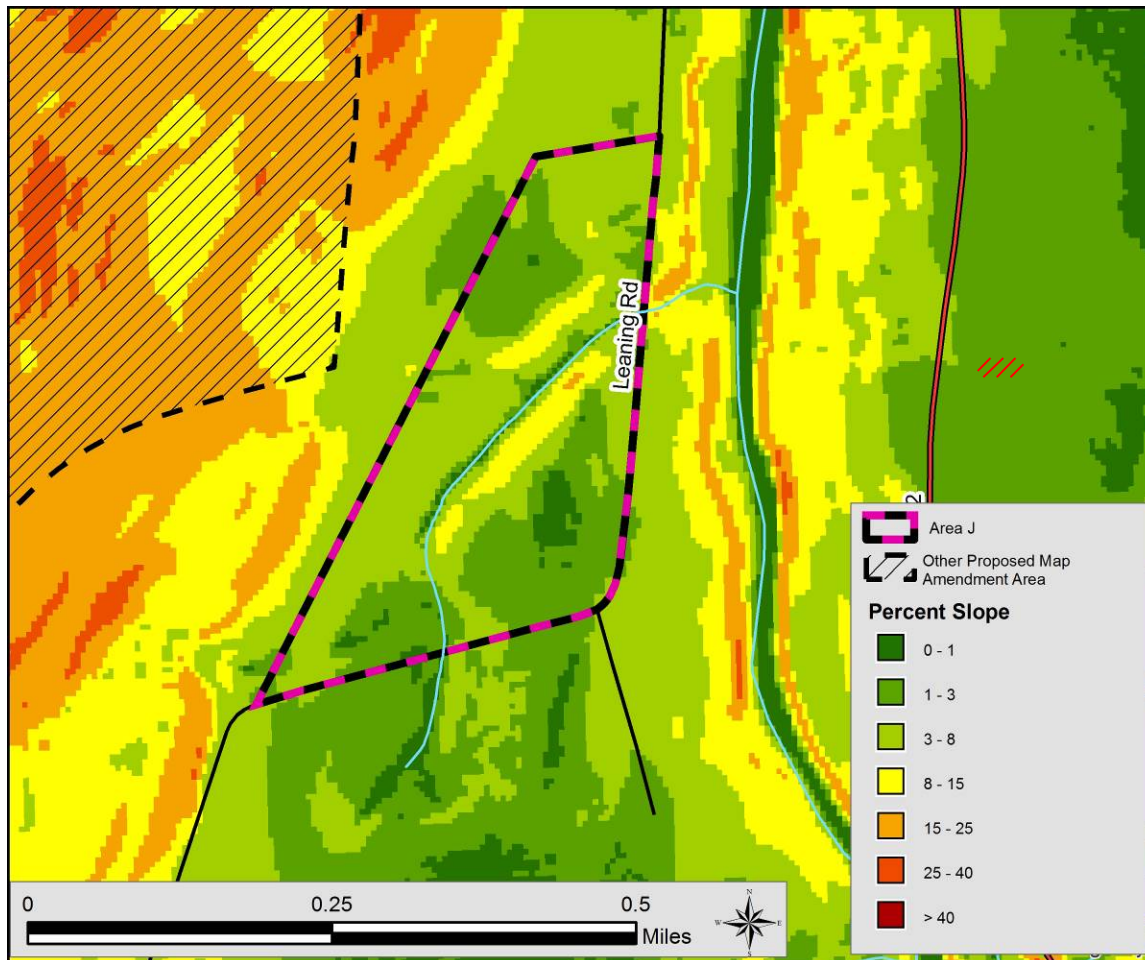 Leaning Rd
2
Area J
Other Proposed Map
Amendment Area
Percent Slope
0 - 1
1 - 3
3 - 8
8 - 15
15 - 25
25 - 40
> 40
0 0.25 0.5
Miles
N
W E
S